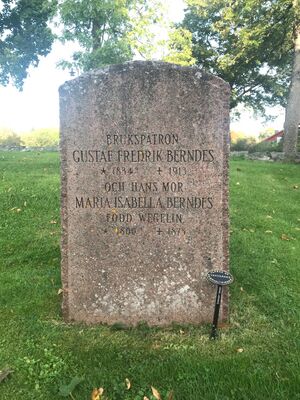 BRUKSPATRON
GUSTAF FREDRIK BERNDES
* 1834 + 1913
OCH HANS MOR
MARIA ISABELLA BERNDES
FÖDD WEGELIN
* 1800 + 1875